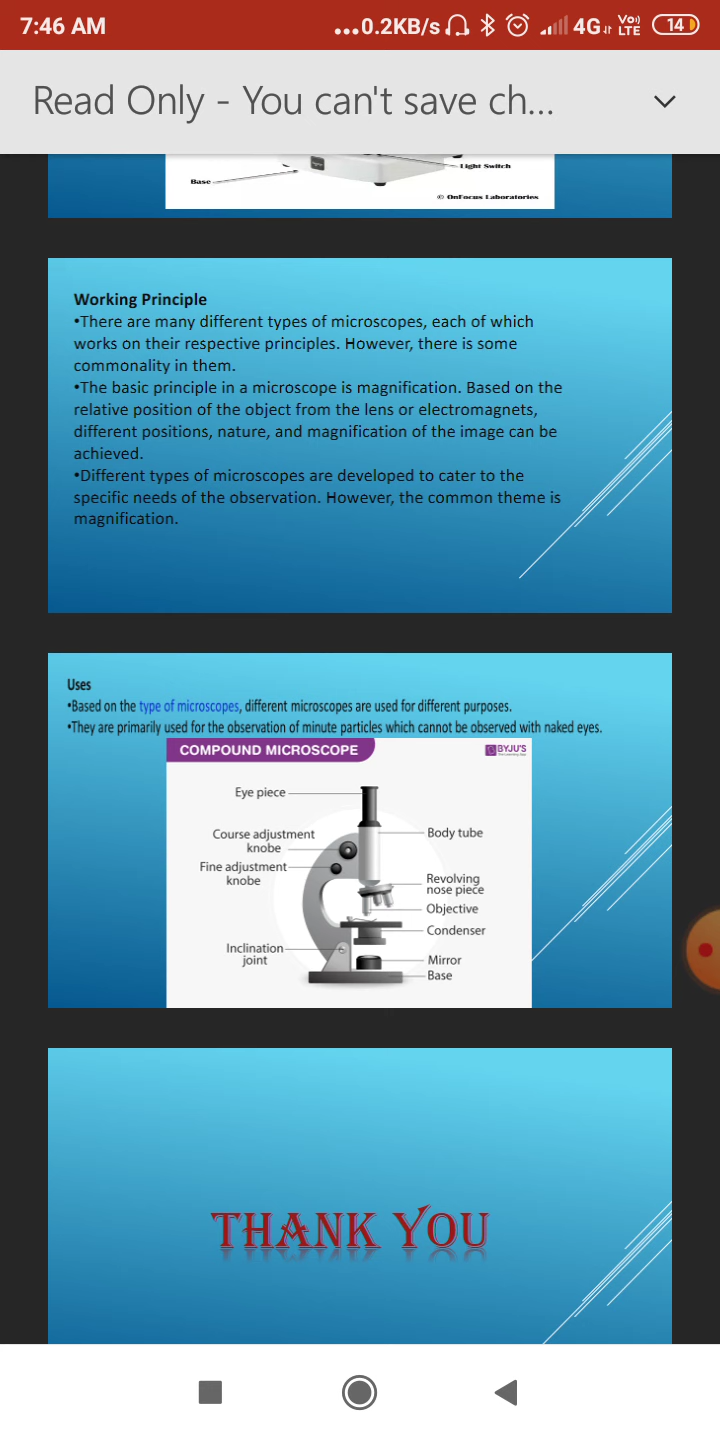 7:46 AM
...0.2KB/s 4G Vo) LTE 14
Read Only - You can't save ch...
Light Switch
Base
© OnFocus Laboratories
Working Principle
•There are many different types of microscopes, each of which
works on their respective principles. However, there is some
commonality in them.
•The basic principle in a microscope is magnification. Based on the
relative position of the object from the lens or electromagnets,
different positions, nature, and magnification of the image can be
achieved.
•Different types of microscopes are developed to cater to the
specific needs of the observation. However, the common theme is
magnification.
Uses
•Based on the type of microscopes, different microscopes are used for different purposes.
•They are primarily used for the observation of minute particles which cannot be observed with naked eyes.
COMPOUND MICROSCOPE
BYJU'S
Eye piece
Course adjustment
knobe
Body tube
Fine adjustment
knobe
Revolving
nose piece
Objective
Condenser
Inclination
joint
Mirror
Base
THANK YOU